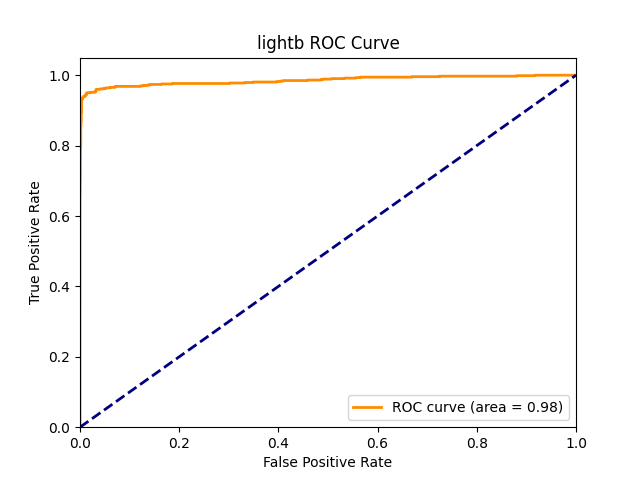 lightb ROC Curve
1.0
0.8
0.6
0.4
0.2
0.0
True Positive Rate
ROC curve (area = 0.98)
0.0 0.2 0.4 0.6 0.8 1.0
False Positive Rate